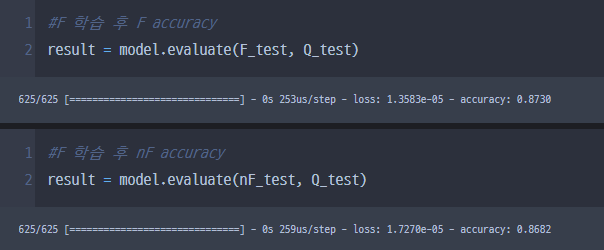 1 #F 학습 후 F accuracy
2 result = model.evaluate(F_test, Q_test)
625/625 [==============================] - 0s 253us/step - loss: 1.3583e-05 - accuracy: 0.8730
1 #F 학습 후 nF accuracy
2 result = model.evaluate(nF_test, Q_test)
625/625 [==============================] - 0s 259us/step - loss: 1.7270e-05 - accuracy: 0.8682